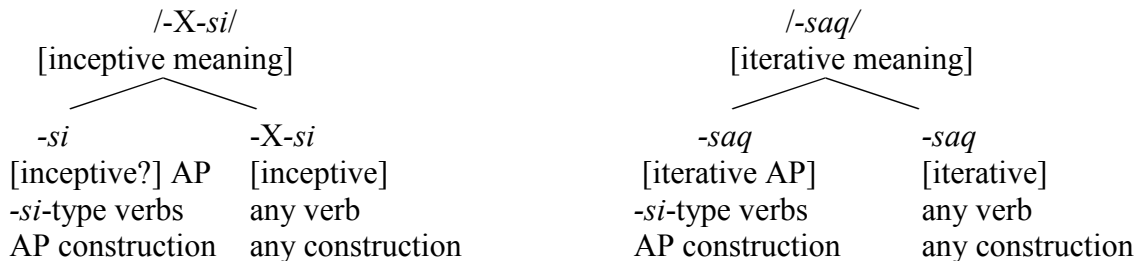 /-X-si/ /-saq/
[inceptive meaning] [iterative meaning]
-si -X-si -saq -saq
[inceptive?] AP [inceptive] [iterative AP] [iterative]
-si-type verbs any verb -si-type verbs any verb
AP construction any construction AP construction any construction